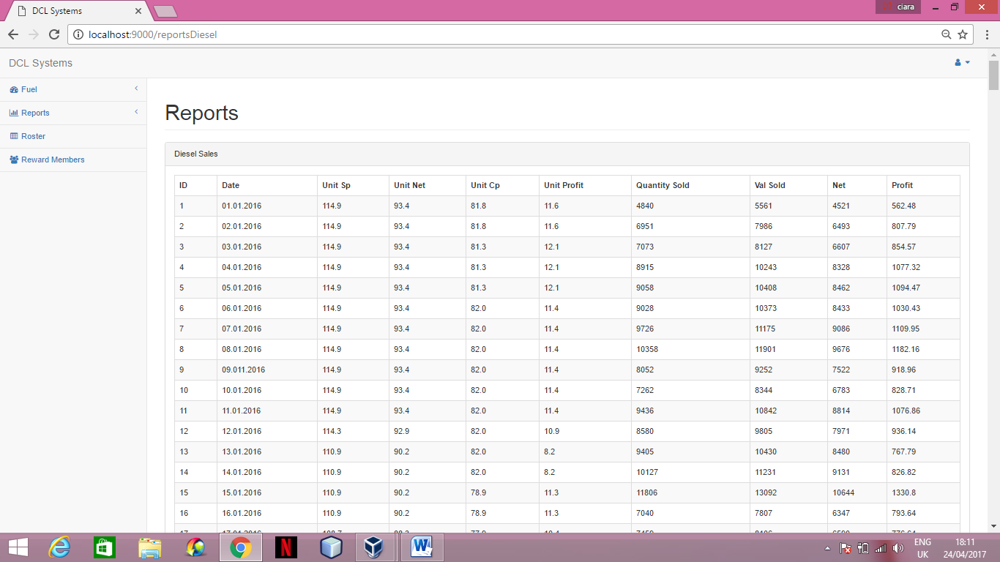 DCL Systems
ciara
localhost:9000/reportsDiesel
DCL Systems
Fuel
Reports
Roster
Reward Members
Reports
Diesel Sales
ID Date Unit Sp Unit Net Unit Cp Unit Profit Quantity Sold Val Sold Net Profit
1 01.01.2016 114.9 93.4 81.8 11.6 4840 5561 4521 562.48
2 02.01.2016 114.9 93.4 81.8 11.6 6951 7986 6493 807.79
3 03.01.2016 114.9 93.4 81.3 12.1 7073 8127 6607 854.57
4 04.01.2016 114.9 93.4 81.3 12.1 8915 10243 8328 1077.32
5 05.01.2016 114.9 93.4 81.3 12.1 9058 10408 8462 1094.47
6 06.01.2016 114.9 93.4 82.0 11.4 9028 10373 8433 1030.43
7 07.01.2016 114.9 93.4 82.0 11.4 9726 11175 9086 1109.95
8 08.01.2016 114.9 93.4 82.0 11.4 10358 11901 9676 1182.16
9 09.011.2016 114.9 93.4 82.0 11.4 8052 9252 7522 918.96
10 10.01.2016 114.9 93.4 82.0 11.4 7262 8344 6783 828.71
11 11.01.2016 114.9 93.4 82.0 11.4 9436 10842 8814 1076.86
12 12.01.2016 114.3 92.9 82.0 10.9 8580 9805 7971 936.14
13 13.01.2016 110.9 90.2 82.0 8.2 9405 10430 8480 767.79
14 14.01.2016 110.9 90.2 82.0 8.2 10127 11231 9131 826.82
15 15.01.2016 110.9 90.2 78.9 11.3 11806 13092 10644 1330.8
16 16.01.2016 110.9 90.2 78.9 11.3 7040 7807 6347 793.64
N
W
ENG
UK
18:11
24/04/2017